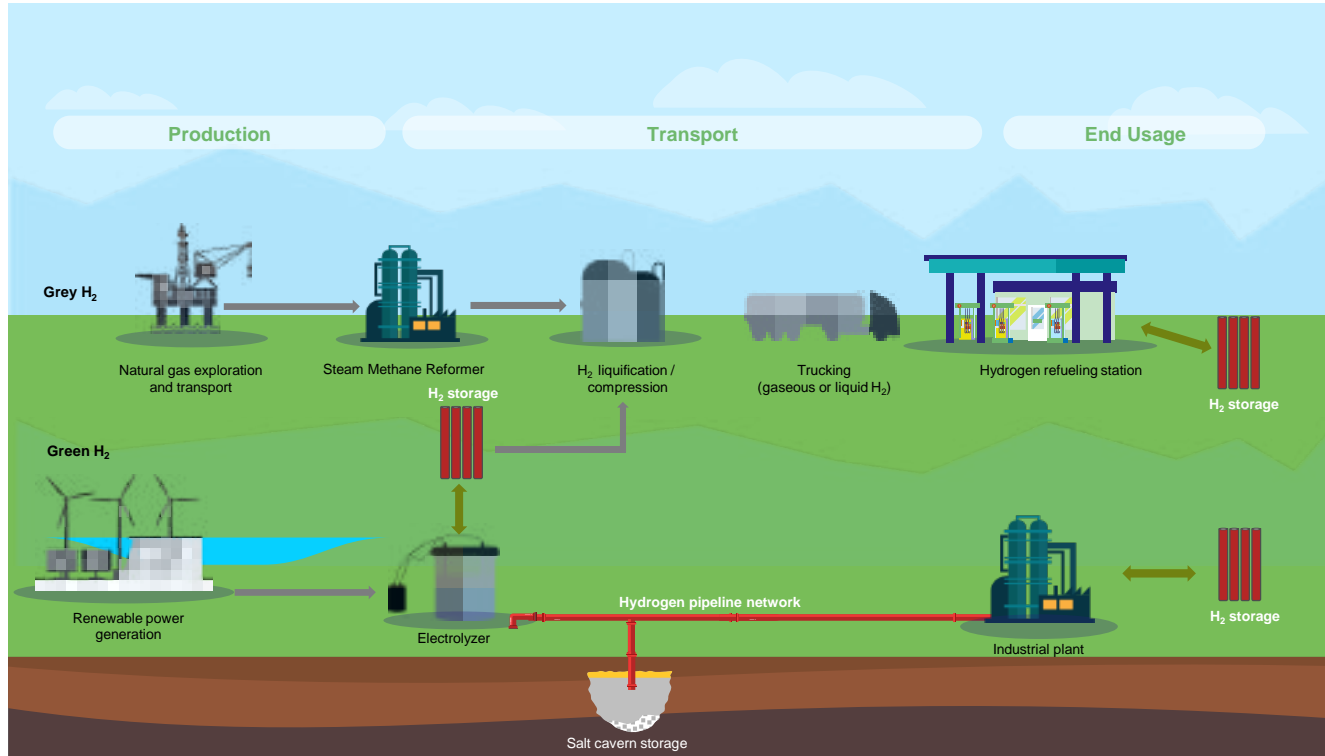 Production
Transport
End Usage
Grey H₂
Natural gas exploration
and transport
Steam Methane Reformer
H₂ liquification /
compression
Trucking
(gaseous or liquid H₂)
Hydrogen refueling station
H₂ storage
H₂ storage
Green H₂
Renewable power
generation
Electrolyzer
Hydrogen pipeline network
Industrial plant
H₂ storage
Salt cavern storage